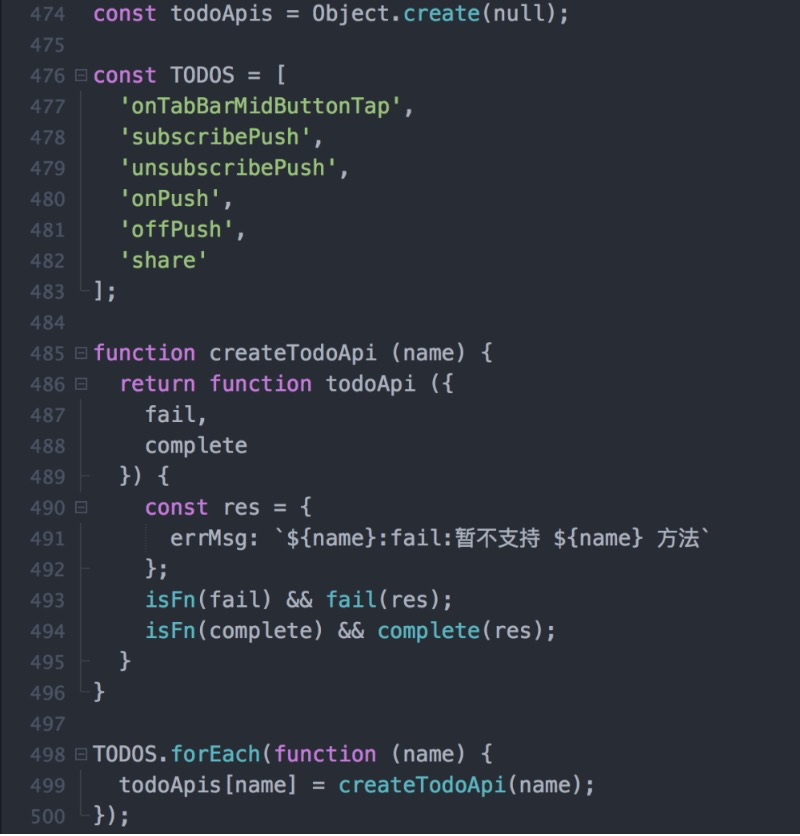 474 const todoApis = Object.create(null);
475
476 const TODOS = [
477   'onTabBarMidButtonTap',
478   'subscribePush',
479   'unsubscribePush',
480   'onPush',
481   'offPush',
482   'share'
483 ];
484
485 function createTodoApi (name) {
486   return function todoApi ({
487     fail,
488     complete
489   }) {
490     const res = {
491       errMsg: `${name}:fail:暂不支持 ${name} 方法`
492     };
493     isFn(fail) && fail(res);
494     isFn(complete) && complete(res);
495   }
496 }
497
498 TODOS.forEach(function (name) {
499   todoApis[name] = createTodoApi(name);
500 });